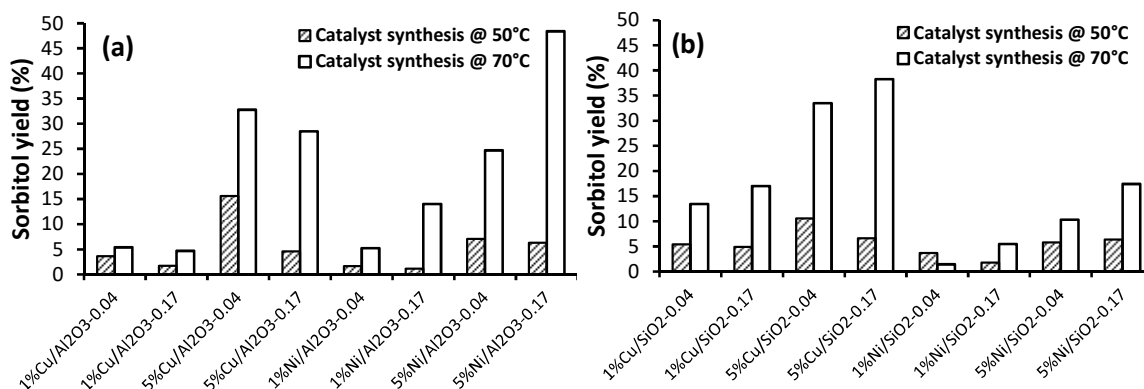 (a)
Catalyst synthesis @ 50°C
Catalyst synthesis @ 70°C
Sorbitol yield (%)
50
45
40
35
30
25
20
15
10
5
0
1%Cu/Al2O3-0.04
1%Cu/Al2O3-0.17
5%Cu/Al2O3-0.04
5%Cu/Al2O3-0.17
1%Ni/Al2O3-0.04
1%Ni/Al2O3-0.17
5%Ni/Al2O3-0.04
5%Ni/Al2O3-0.17
(b)
Catalyst synthesis @ 50°C
Catalyst synthesis @ 70°C
Sorbitol yield (%)
50
45
40
35
30
25
20
15
10
5
0
1%Cu/SiO2-0.04
1%Cu/SiO2-0.17
5%Cu/SiO2-0.04
5%Cu/SiO2-0.17
1%Ni/SiO2-0.04
1%Ni/SiO2-0.17
5%Ni/SiO2-0.04
5%Ni/SiO2-0.17